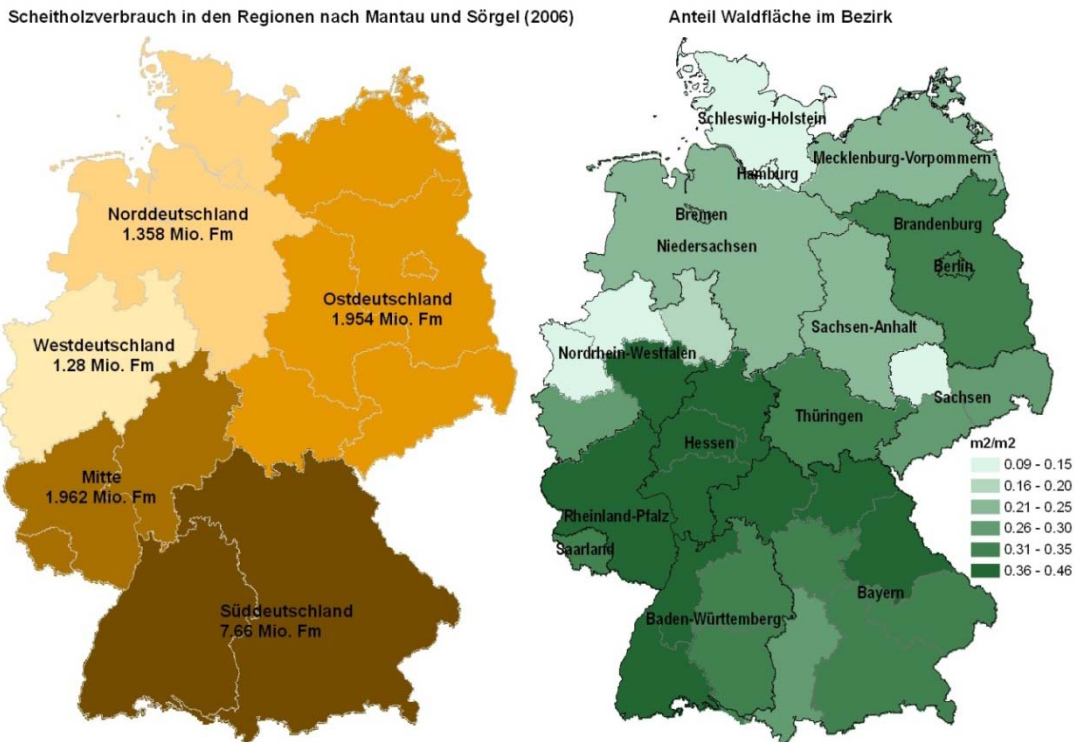 Scheitholzverbrauch in den Regionen nach Mantau und Sörgel (2006)
Norddeutschland
1.358 Mio. Fm
Ostdeutschland
1.954 Mio. Fm
Westdeutschland
1.28 Mio. Fm
Mitte
1.962 Mio. Fm
Süddeutschland
7.66 Mio. Fm
Anteil Waldfläche im Bezirk
Schleswig-Holstein
Mecklenburg-Vorpommern
Hamburg
Bremen
Brandenburg
Niedersachsen
Berlin
Sachsen-Anhalt
Nordrhein-Westfalen
Sachsen
Thüringen
Hessen
Rheinland-Pfalz
Saarland
Bayern
Baden-Württemberg
m2/m2
0.09 - 0.15
0.16 - 0.20
0.21 - 0.25
0.26 - 0.30
0.31 - 0.35
0.36 - 0.46